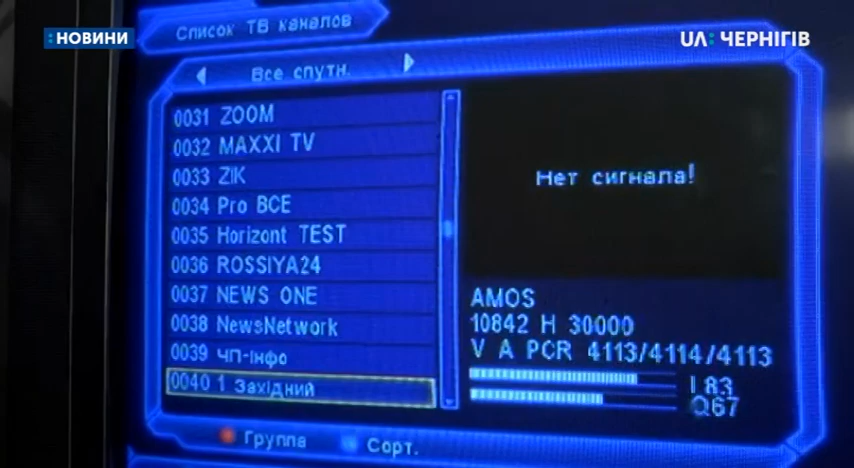 :НОВИНИ
UA: ЧЕРНІГІВ
Список ТВ каналов
Все спутн.
0031 ZOOM
0032 MAXXI TV
0033 ZIK
0034 Pro ВСЕ
0035 Horizont TEST
0036 ROSSIYA24
0037 NEWS ONE
0038 NewsNetwork
0039 ЧП-Інфо
0040 1 Західний
Нет сигнала!
AMOS
10842 H 30000
V A PCR 4113/4114/4113
I 83
Q67
Группа
Сорт.